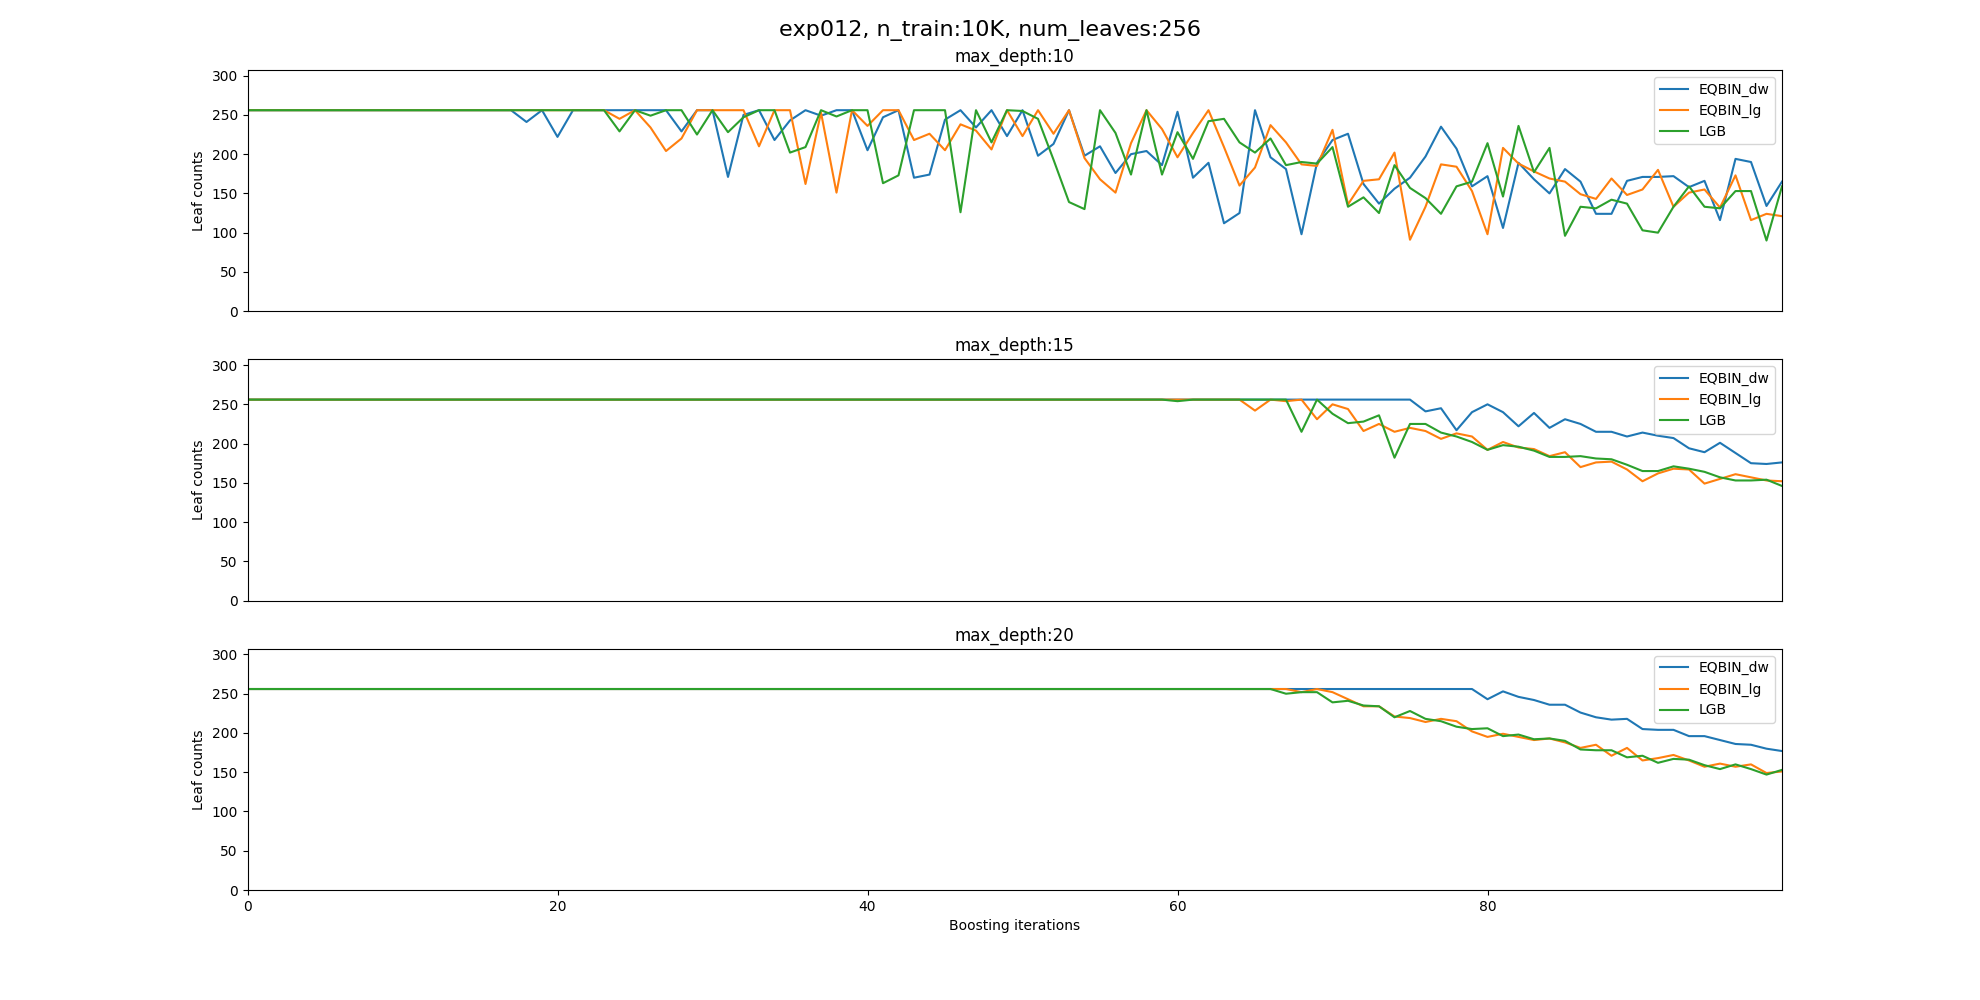 exp012, n_train:10K, num_leaves:256
max_depth:10
300
250
200
150
100
50
0
Leaf counts
EQBIN_dw
EQBIN_lg
LGB
max_depth:15
300
250
200
150
100
50
0
Leaf counts
EQBIN_dw
EQBIN_lg
LGB
max_depth:20
300
250
200
150
100
50
0
Leaf counts
EQBIN_dw
EQBIN_lg
LGB
0 20 40 60 80
Boosting iterations